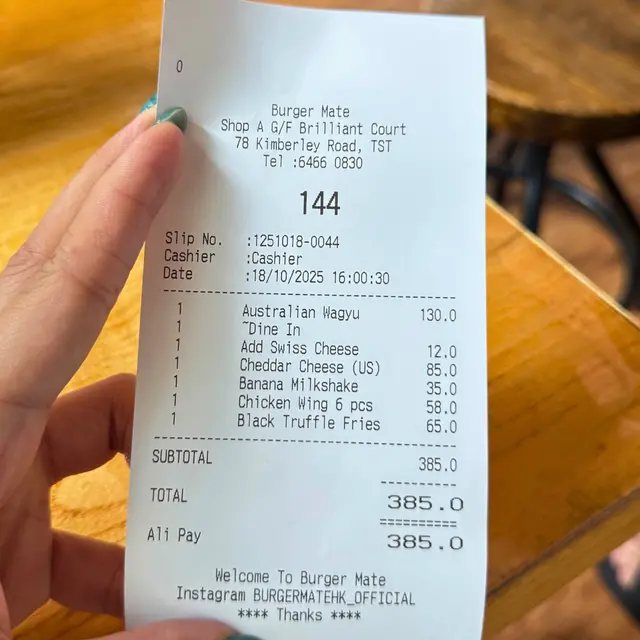 0
Burger Mate
Shop A G/F Brilliant Court
78 Kimberley Road, TST
Tel :6466 0830
144
Slip No. :1251018-0044
Cashier :Cashier
Date :18/10/2025 16:00:30
1 Australian Wagyu 130.0
1 ~Dine In
1 Add Swiss Cheese 12.0
1 Cheddar Cheese (US) 85.0
1 Banana Milkshake 35.0
1 Chicken Wing 6 pcs 58.0
1 Black Truffle Fries 65.0
SUBTOTAL 385.0
TOTAL 385.0
Ali Pay 385.0
Welcome To Burger Mate
Instagram BURGERMATEHK_OFFICIAL
**** Thanks ****